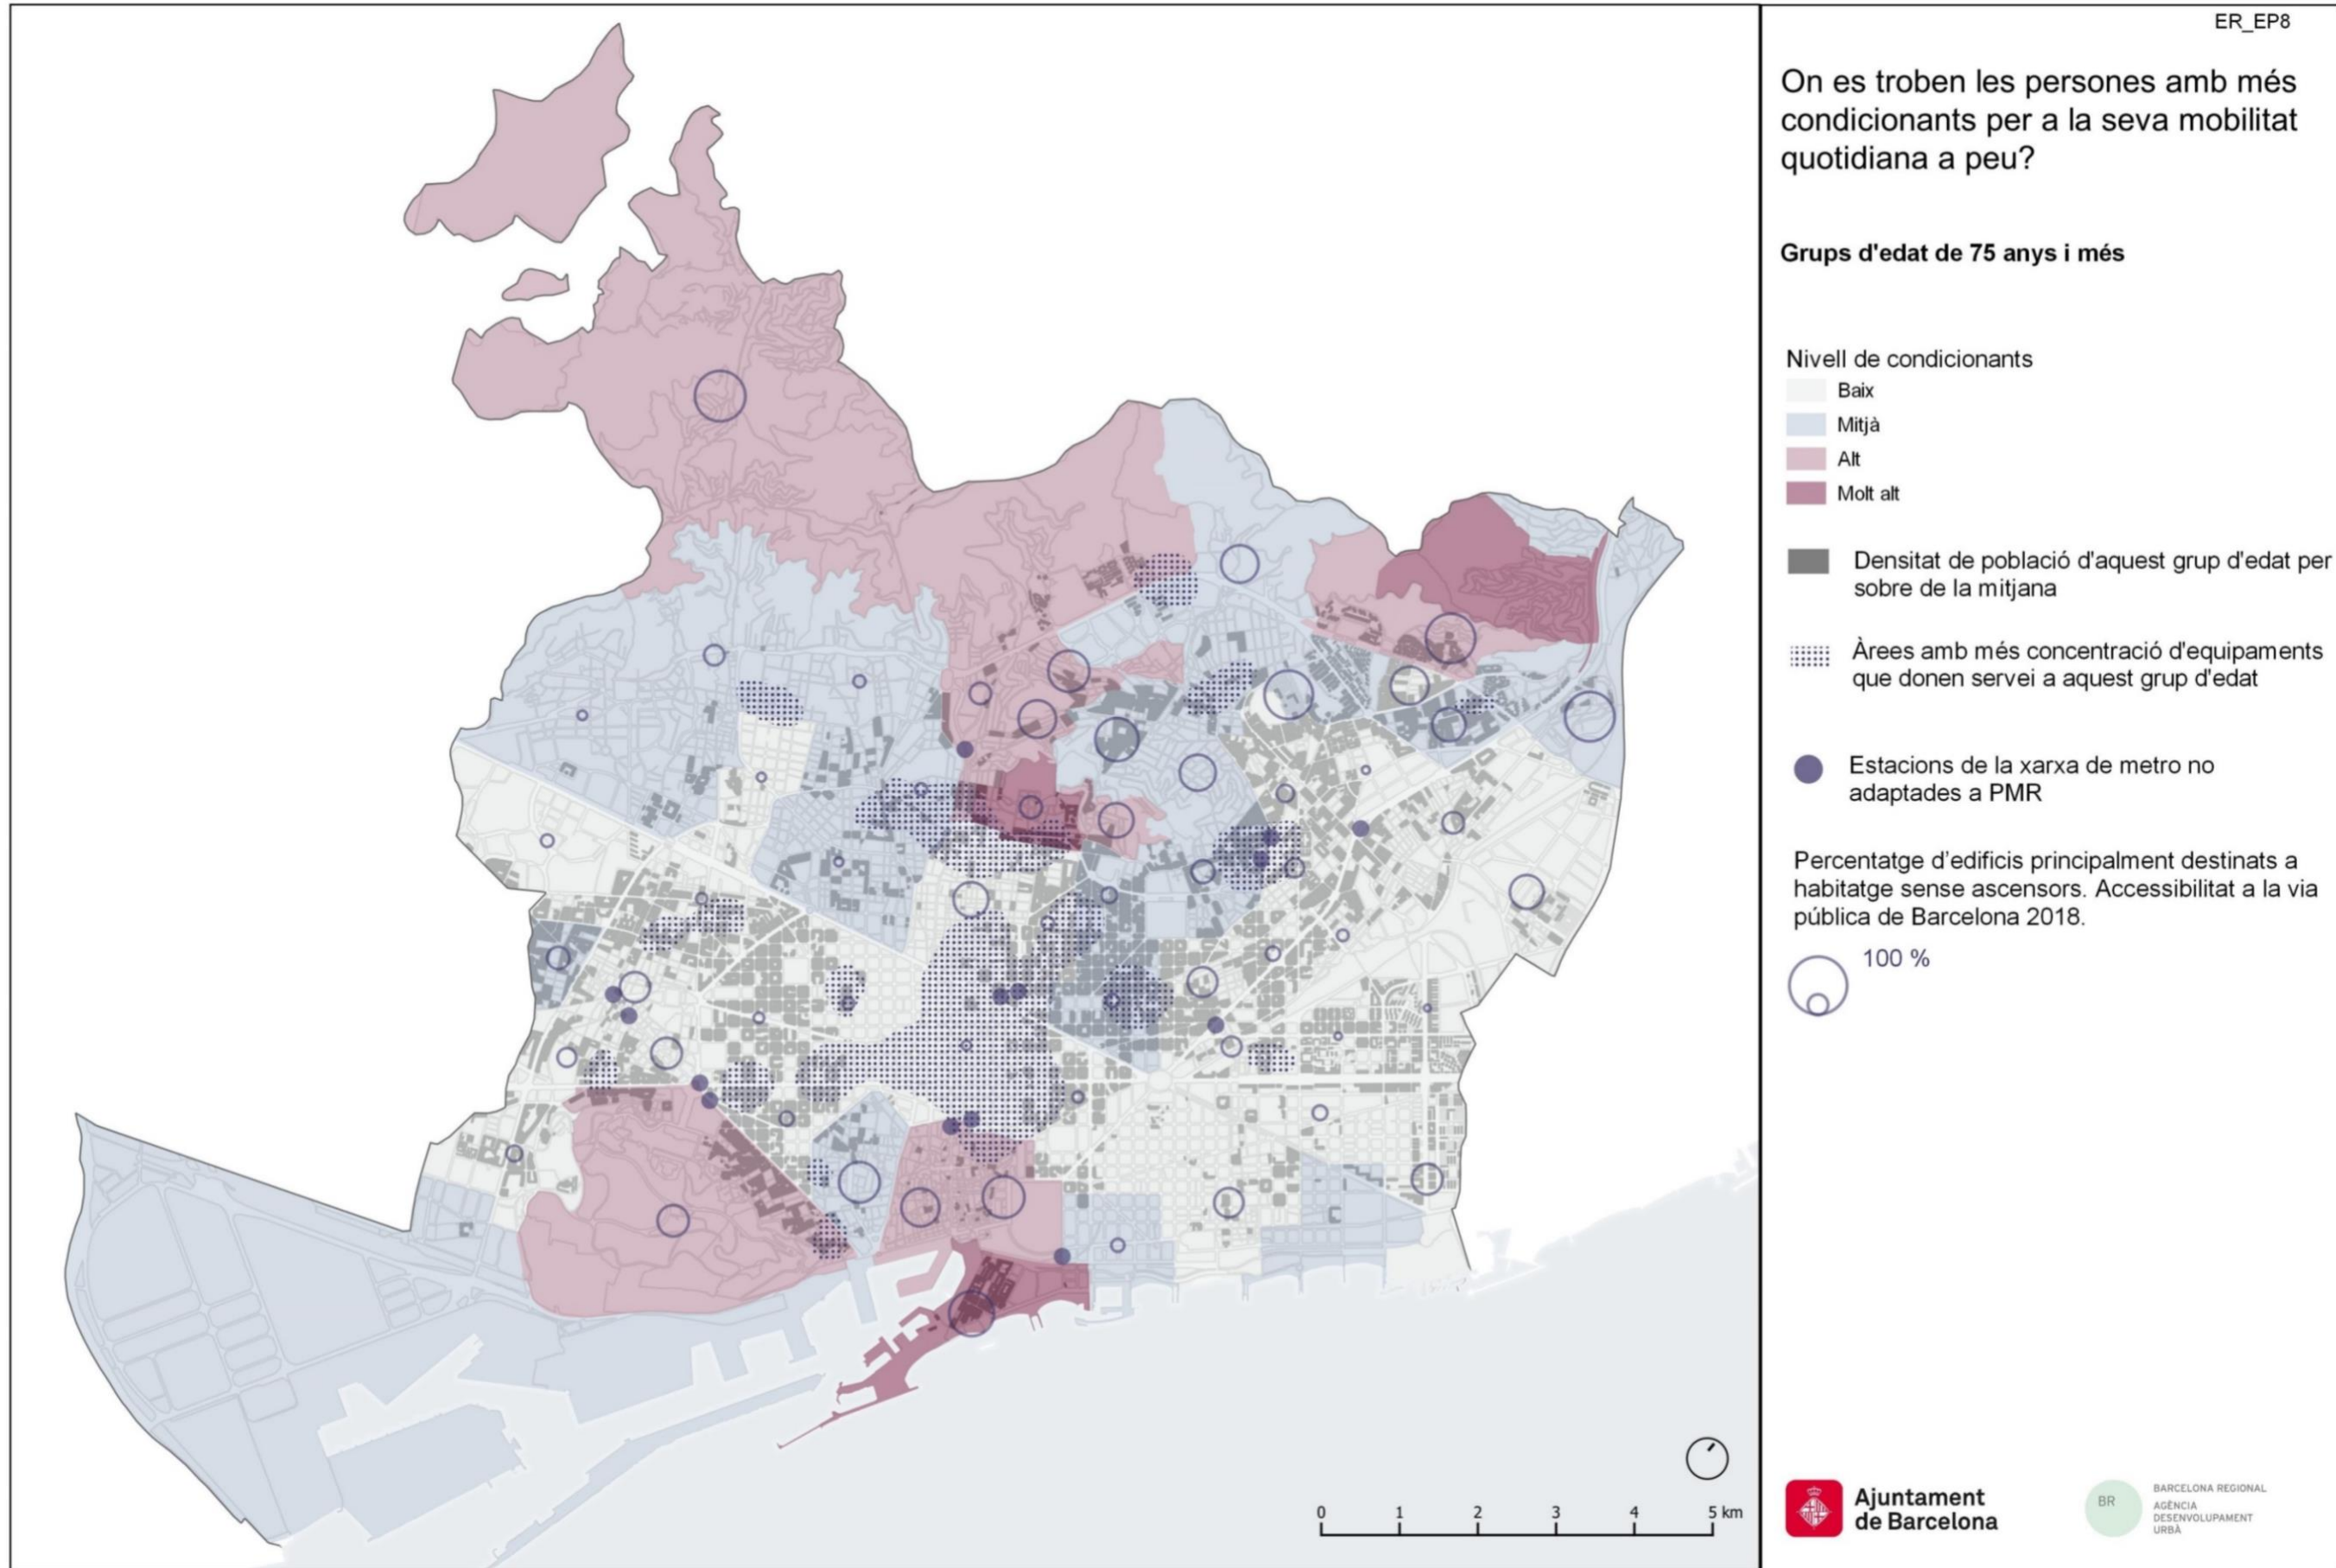 ER_EP8
On es troben les persones amb més
condicionants per a la seva mobilitat
quotidiana a peu?
Grups d'edat de 75 anys i més
Nivell de condicionants
Baix
Mitjà
Alt
Molt alt
Densitat de població d'aquest grup d'edat per
sobre de la mitjana
Àrees amb més concentració d'equipaments
que donen servei a aquest grup d'edat
Estacions de la xarxa de metro no
adaptades a PMR
Percentatge d'edificis principalment destinats a
habitatge sense ascensors. Accessibilitat a la via
pública de Barcelona 2018.
100 %
0 1 2 3 4 5 km
Ajuntament
de Barcelona
BR
BARCELONA REGIONAL
AGÈNCIA
DESENVOLUPAMENT
URBÀ